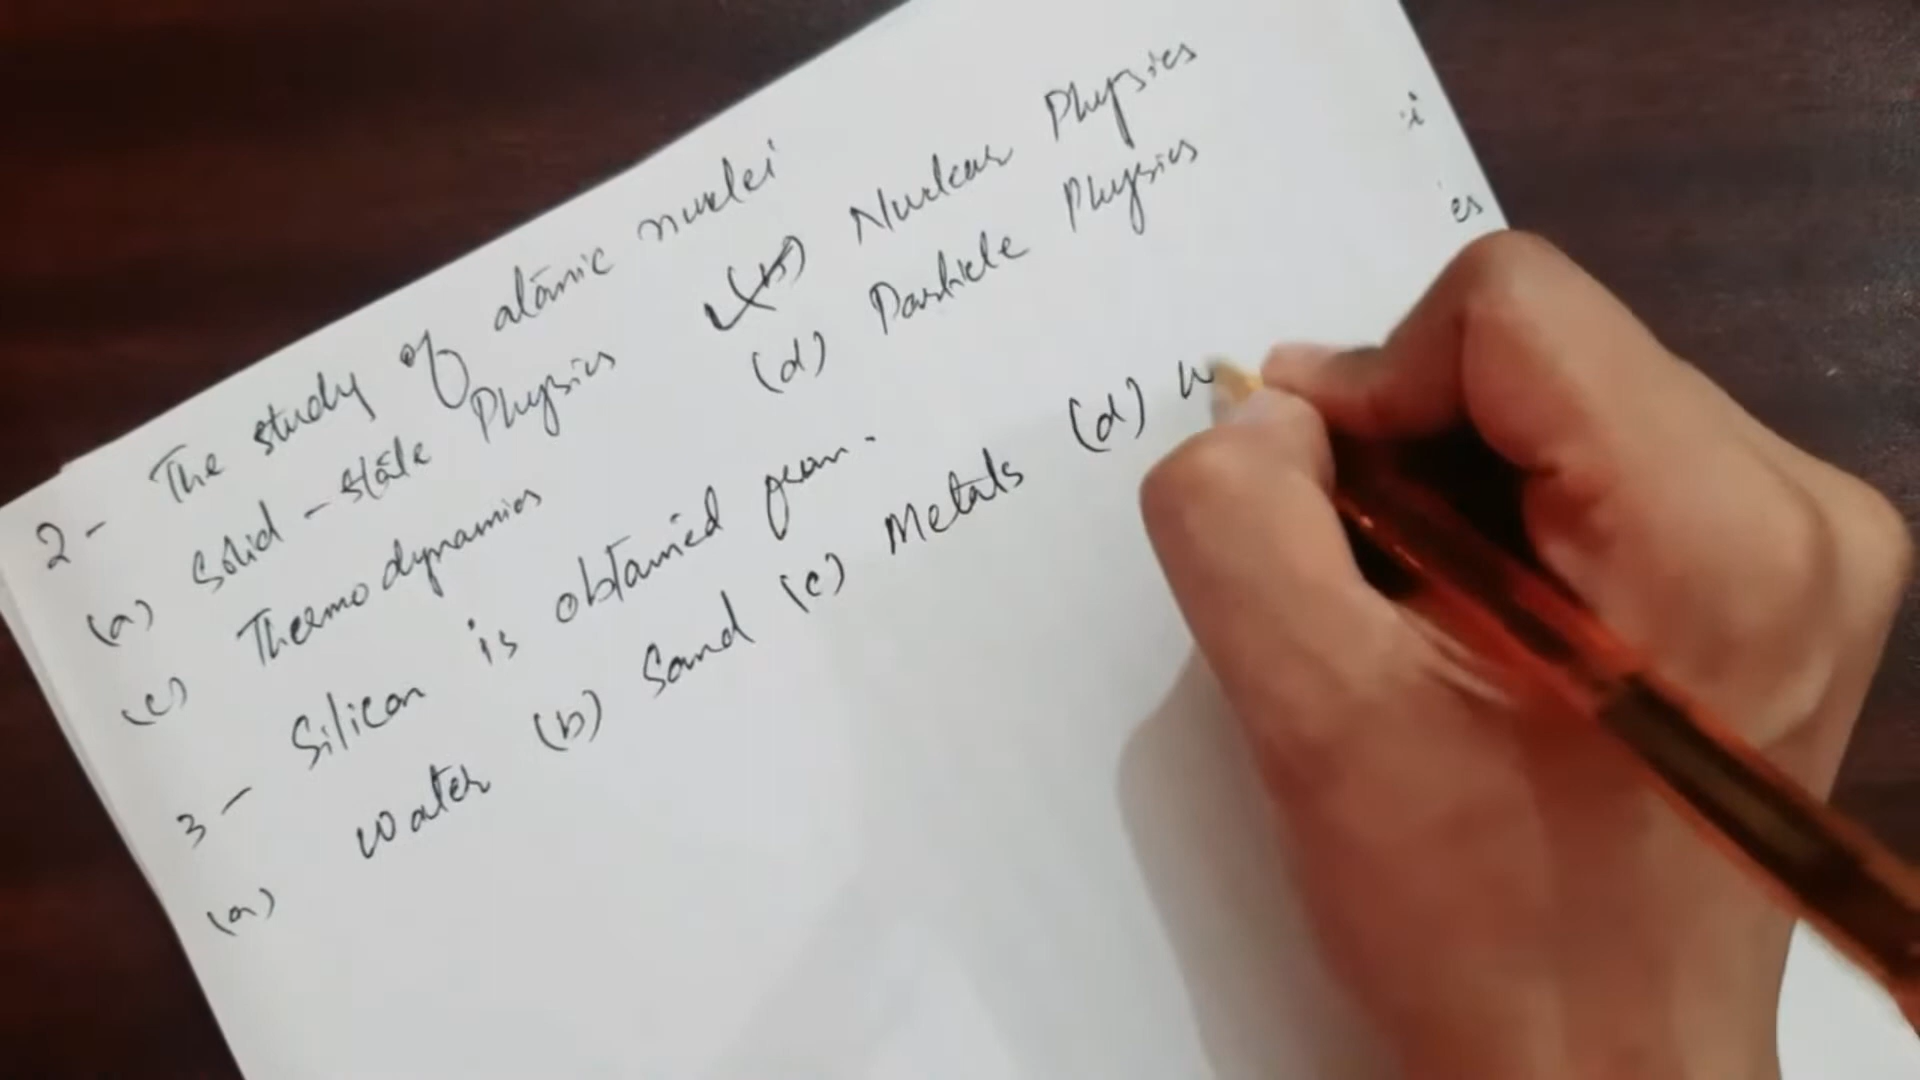 2- The study of atomic nuclei
(a) Solid-state Physics (b) Nuclear Physics
(c) Thermodynamics (d) Particle Physics
3- Silicon is obtained from.
(a) Water (b) Sand (c) Metals (d)
i
es